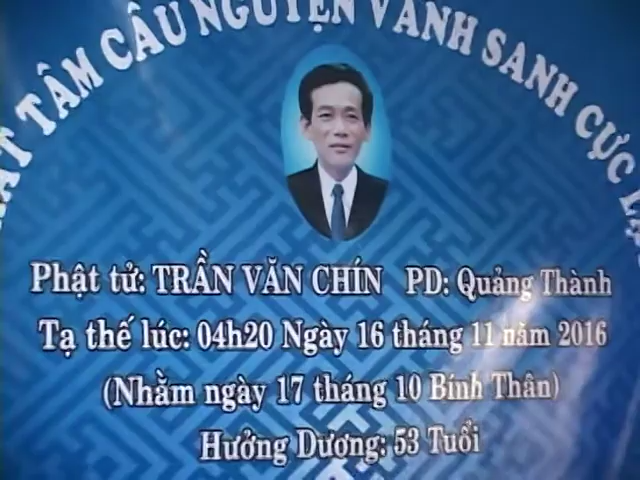 TÂM CẦU NGUYỆN VÃNH SANH CỰC
Phật tử: TRẦN VĂN CHÍN PD: Quảng Thành
Tạ thế lúc: 04h20 Ngày 16 tháng 11 năm 2016
(Nhằm ngày 17 tháng 10 Bính Thân)
Hưởng Dương: 53 Tuổi